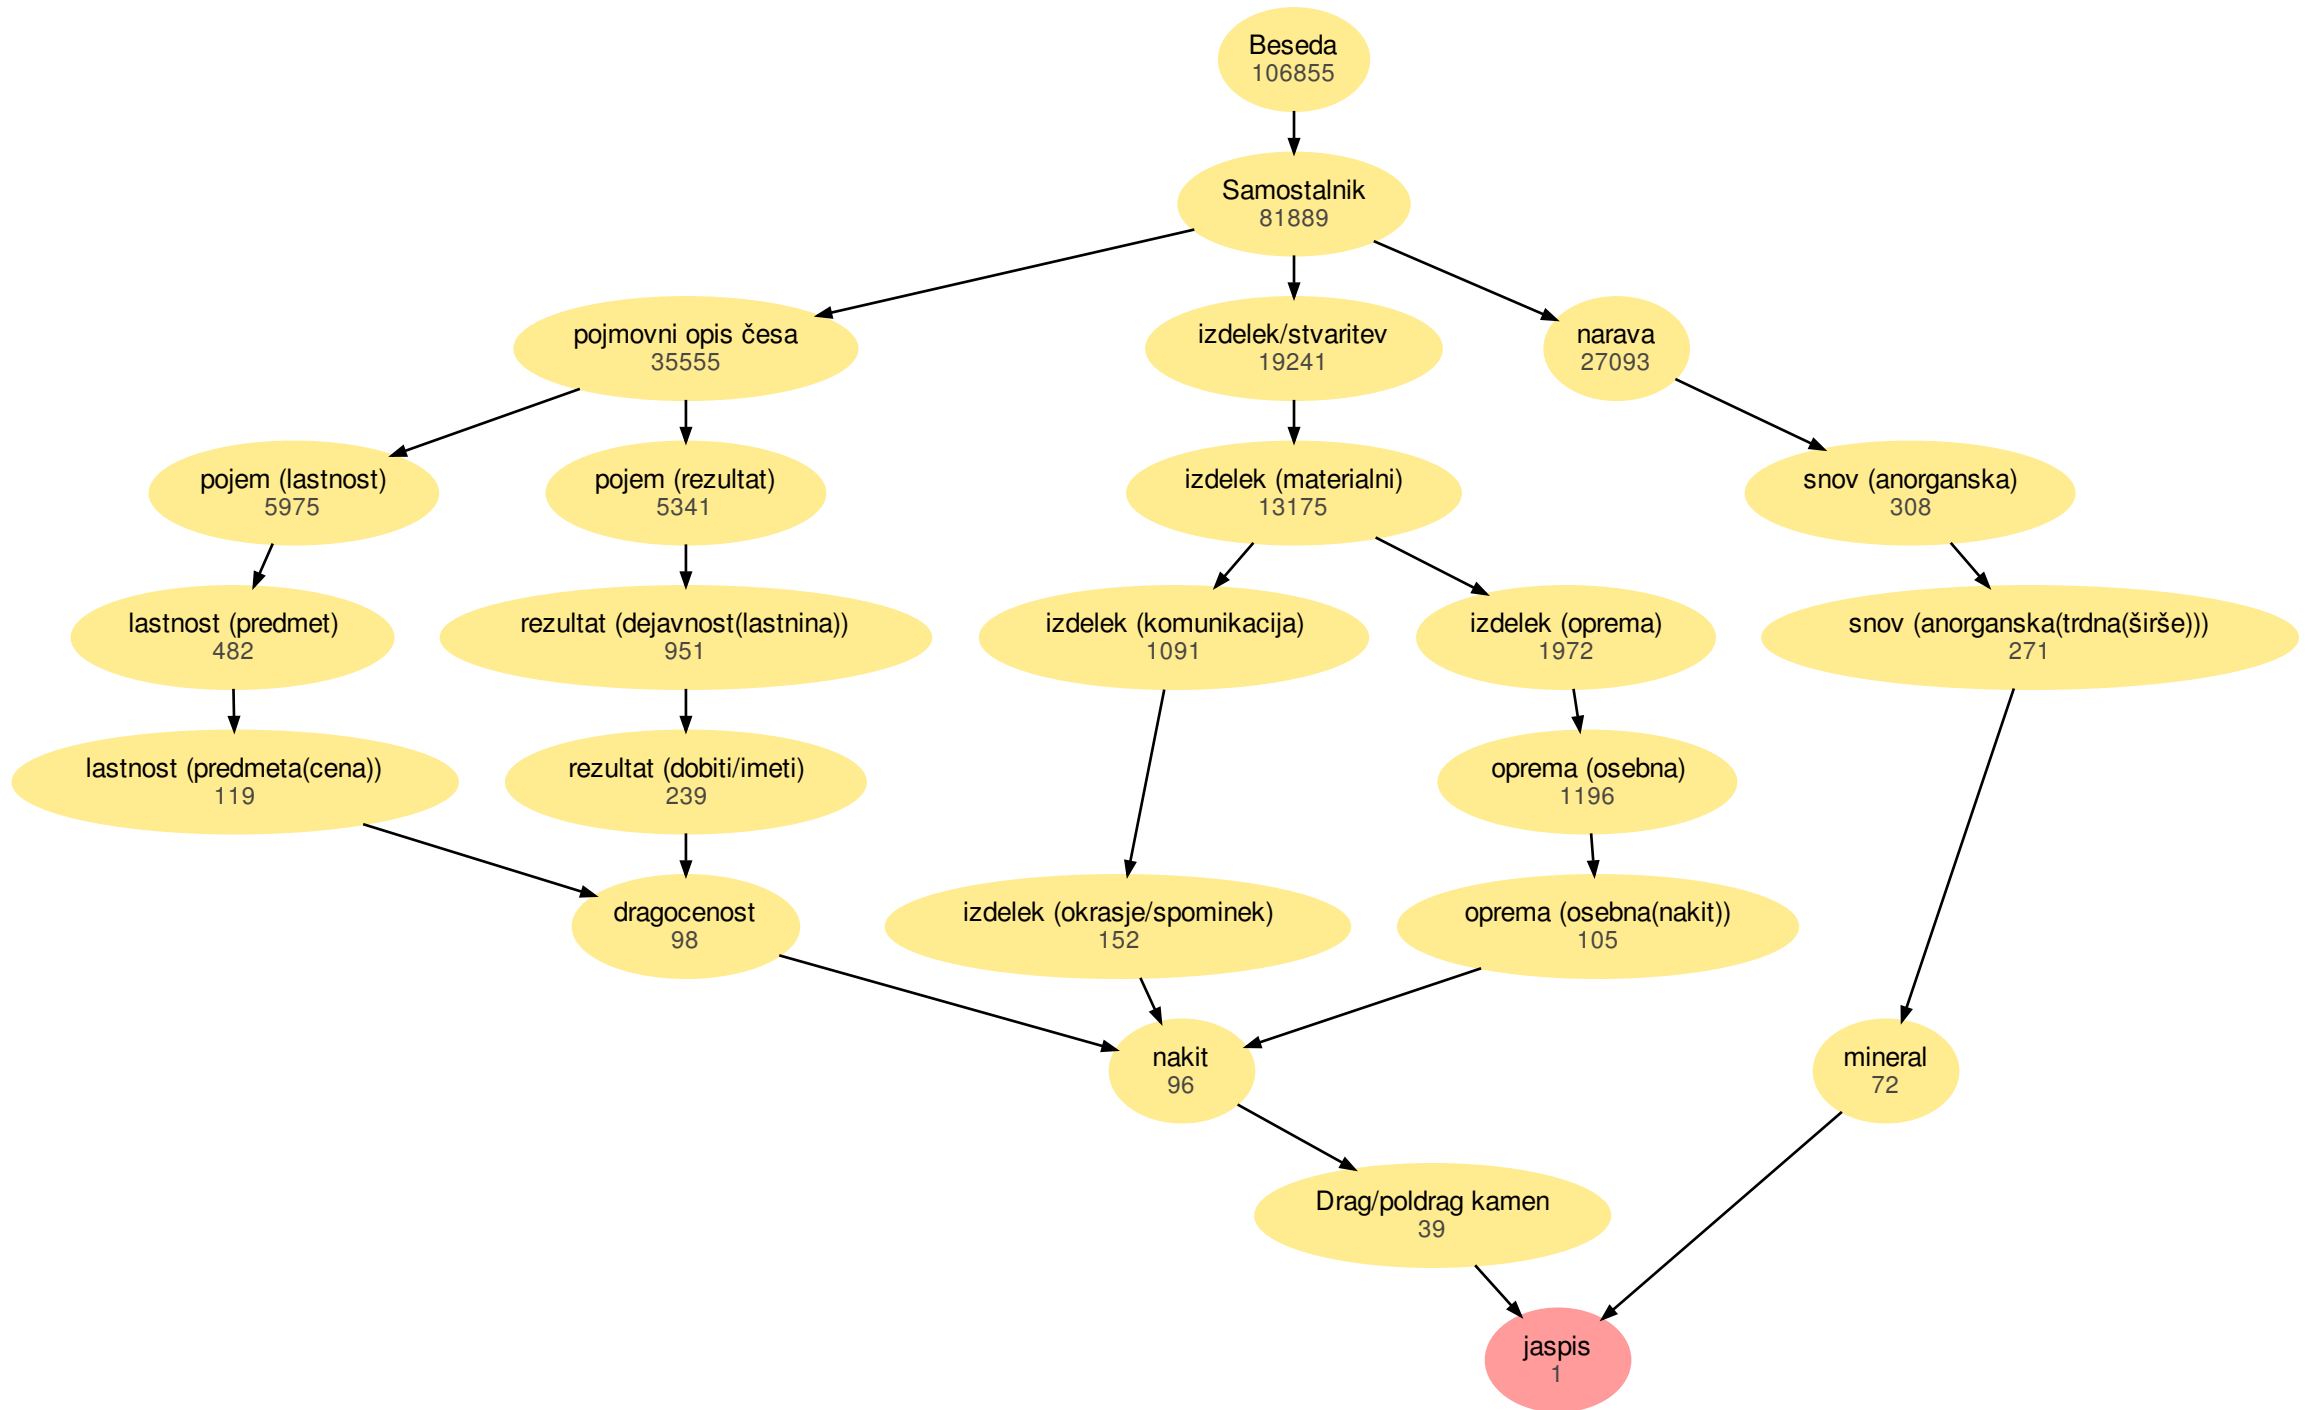 Beseda
106855
Samostalnik
81889
pojmovni opis česa
35555
izdelek/stvaritev
19241
narava
27093
pojem (lastnost)
5975
pojem (rezultat)
5341
izdelek (materialni)
13175
snov (anorganska)
308
lastnost (predmet)
482
rezultat (dejavnost(lastnina))
951
izdelek (komunikacija)
1091
izdelek (oprema)
1972
snov (anorganska(trdna(širše)))
271
lastnost (predmeta(cena))
119
rezultat (dobiti/imeti)
239
oprema (osebna)
1196
dragocenost
98
izdelek (okrasje/spominek)
152
oprema (osebna(nakit))
105
nakit
96
mineral
72
Drag/poldrag kamen
39
jaspis
1